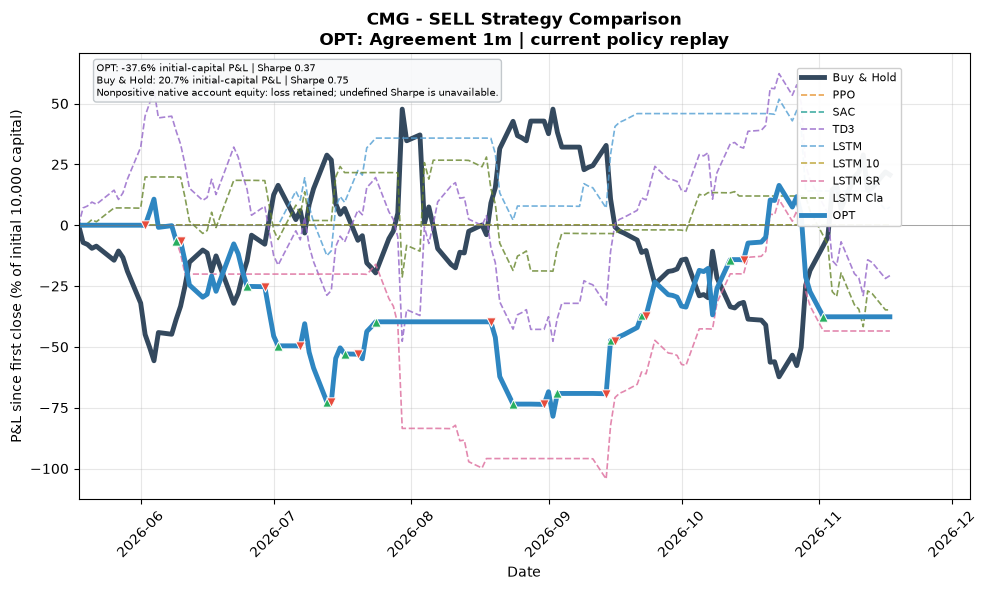 CMG - SELL Strategy Comparison
OPT: Agreement 1m | current policy replay
OPT: -37.6% initial-capital P&L | Sharpe 0.37
Buy & Hold: 20.7% initial-capital P&L | Sharpe 0.75
Nonpositive native account equity: loss retained; undefined Sharpe is unavailable.
Buy & Hold
PPO
SAC
TD3
LSTM
LSTM 10
LSTM SR
LSTM Cla
OPT
P&L since first close (% of initial 10,000 capital)
50
25
0
−25
−50
−75
−100
2026-06
2026-07
2026-08
2026-09
2026-10
2026-11
2026-12
Date